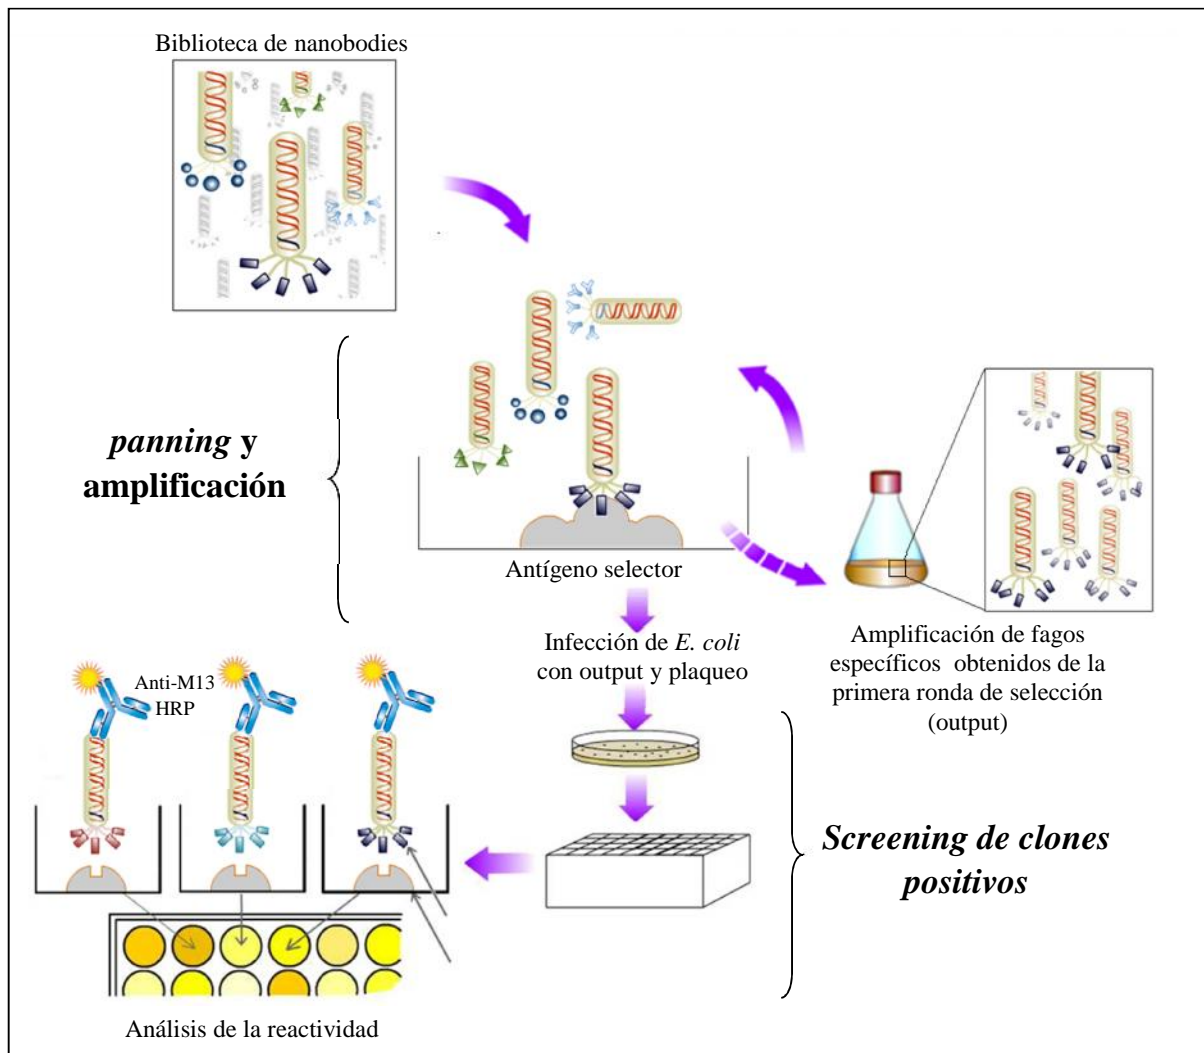 Biblioteca de nanobodies
panning y
amplificación
Antígeno selector
Infección de E. coli
con output y plaqueo
Amplificación de fagos
específicos obtenidos de la
primera ronda de selección
(output)
Anti-M13
HRP
Screening de clones
positivos
Análisis de la reactividad